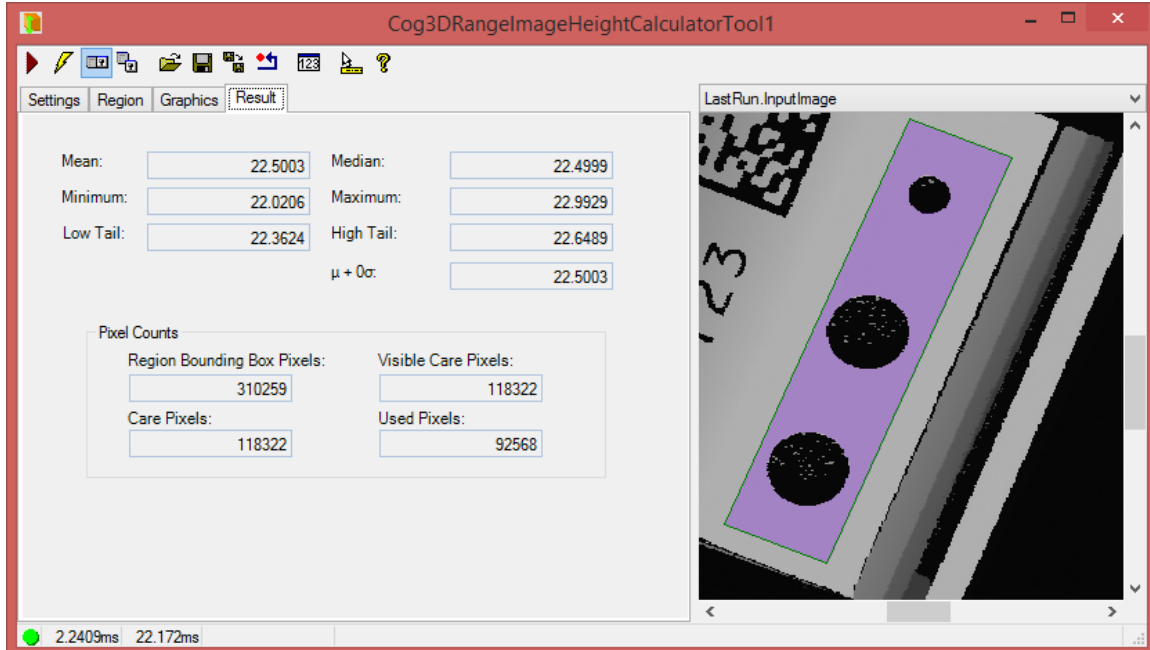 Cog3DRangeImageHeightCalculatorTool1
Settings Region Graphics Result
LastRun.InputImage
Mean: 22.5003 Median: 22.4999
Minimum: 22.0206 Maximum: 22.9929
Low Tail: 22.3624 High Tail: 22.6489
μ + 0σ: 22.5003
Pixel Counts
Region Bounding Box Pixels: Visible Care Pixels:
310259 118322
Care Pixels: Used Pixels:
118322 92568
123
2.2409ms 22.172ms